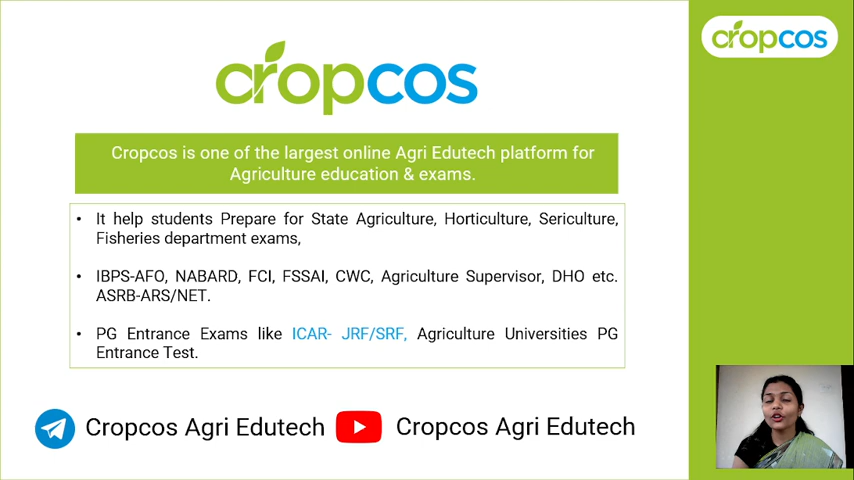 cropcos
cropcos
Cropcos is one of the largest online Agri Edutech platform for
Agriculture education & exams.
• It help students Prepare for State Agriculture, Horticulture, Sericulture,
Fisheries department exams,
• IBPS-AFO, NABARD, FCI, FSSAI, CWC, Agriculture Supervisor, DHO etc.
ASRB-ARS/NET.
• PG Entrance Exams like ICAR- JRF/SRF, Agriculture Universities PG
Entrance Test.
Cropcos Agri Edutech
Cropcos Agri Edutech